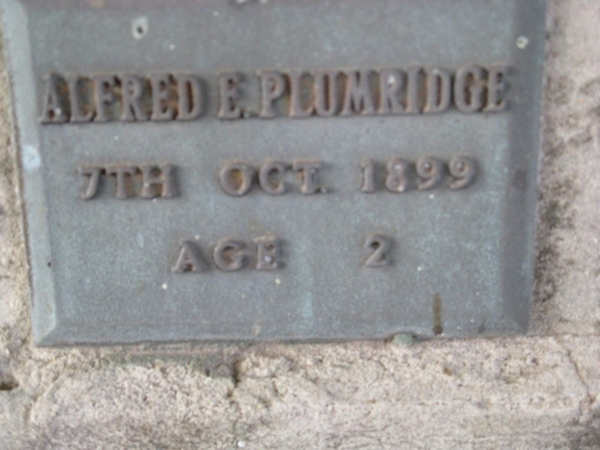 ALFRED E. PLUMRIDGE
7TH OCT. 1899
AGE 2